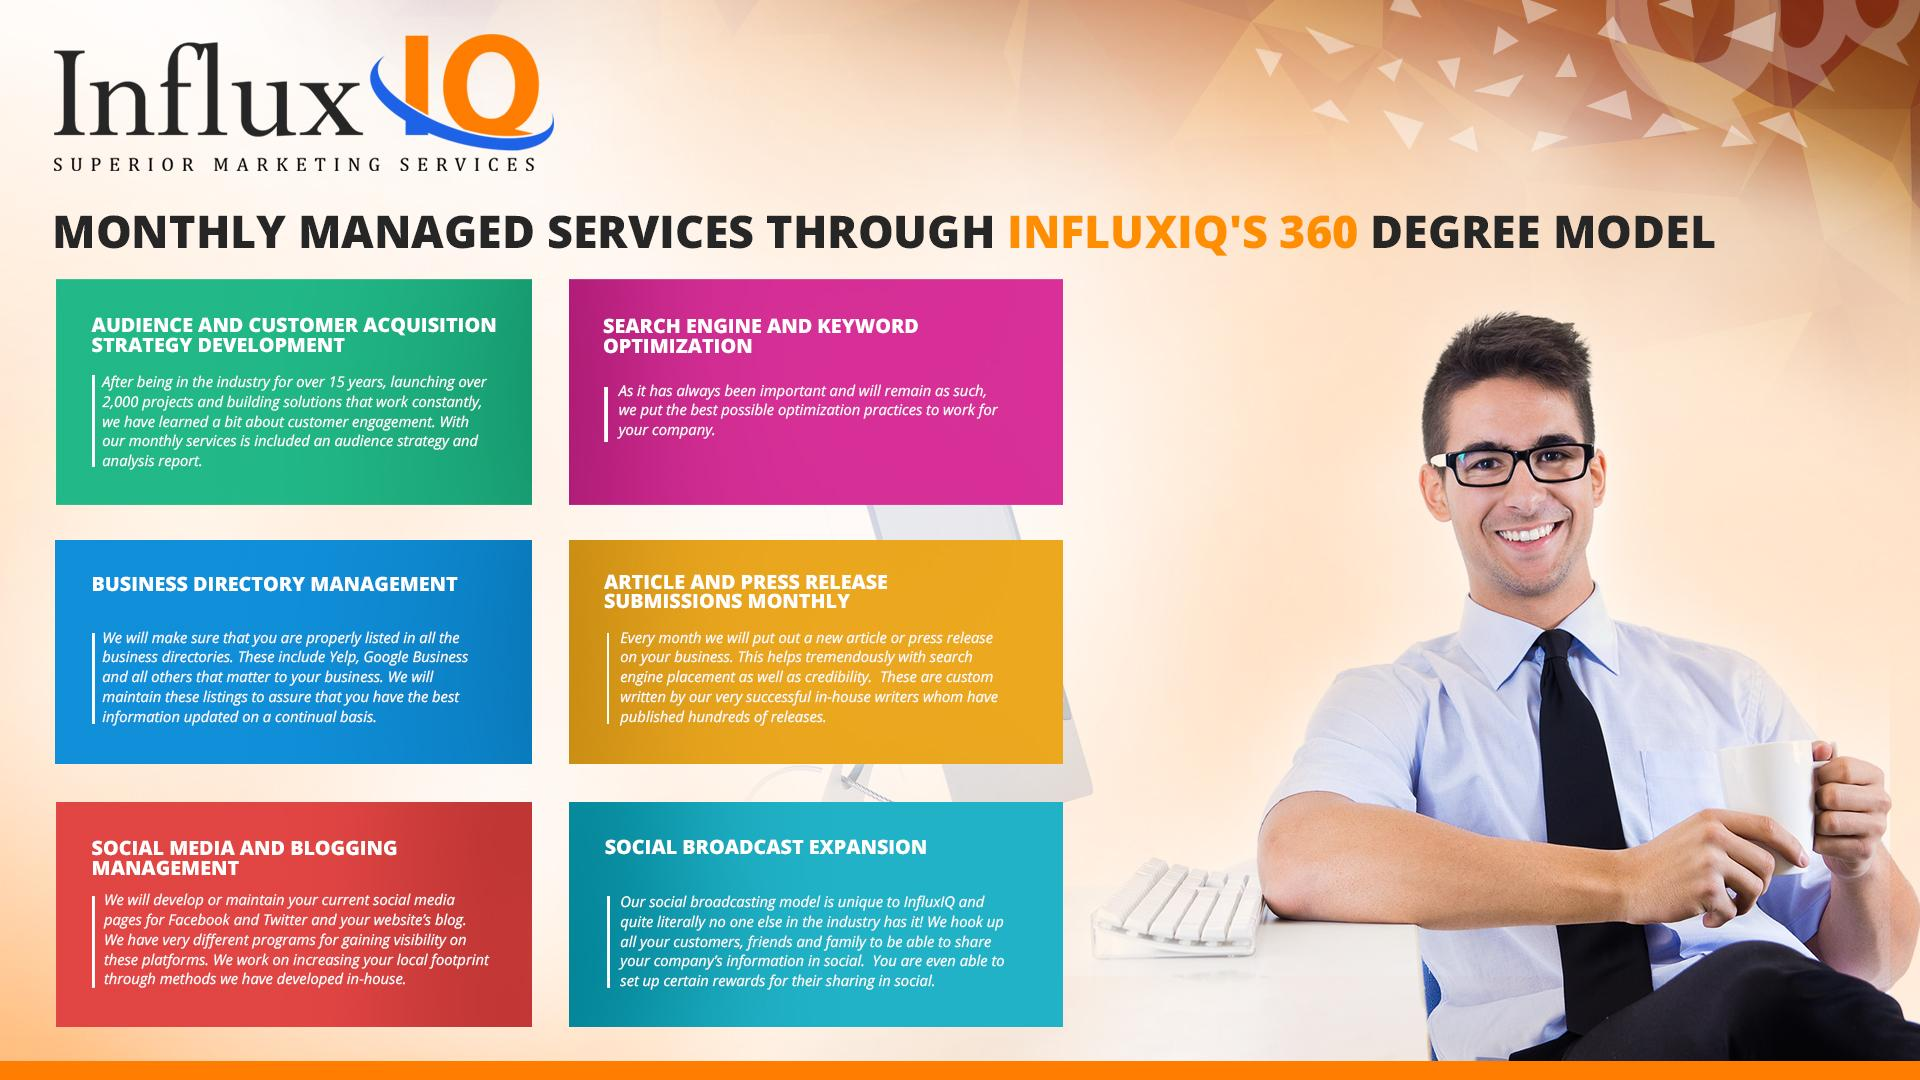 Influx IQ
SUPERIOR MARKETING SERVICES
MONTHLY MANAGED SERVICES THROUGH INFLUXIQ'S 360 DEGREE MODEL
AUDIENCE AND CUSTOMER ACQUISITION
STRATEGY DEVELOPMENT
After being in the industry for over 15 years, launching over
2,000 projects and building solutions that work constantly,
we have learned a bit about customer engagement. With
our monthly services is included an audience strategy and
analysis report.
SEARCH ENGINE AND KEYWORD
OPTIMIZATION
As it has always been important and will remain as such,
we put the best possible optimization practices to work for
your company.
BUSINESS DIRECTORY MANAGEMENT
We will make sure that you are properly listed in all the
business directories. These include Yelp, Google Business
and all others that matter to your business. We will
maintain these listings to assure that you have the best
information updated on a continual basis.
ARTICLE AND PRESS RELEASE
SUBMISSIONS MONTHLY
Every month we will put out a new article or press release
on your business. This helps tremendously with search
engine placement as well as credibility.  These are custom
written by our very successful in-house writers whom have
published hundreds of releases.
SOCIAL MEDIA AND BLOGGING
MANAGEMENT
We will develop or maintain your current social media
pages for Facebook and Twitter and your website’s blog.
We have very different programs for gaining visibility on
these platforms. We work on increasing your local footprint
through methods we have developed in-house.
SOCIAL BROADCAST EXPANSION
Our social broadcasting model is unique to InfluxIQ and
quite literally no one else in the industry has it! We hook up
all your customers, friends and family to be able to share
your company’s information in social.  You are even able to
set up certain rewards for their sharing in social.